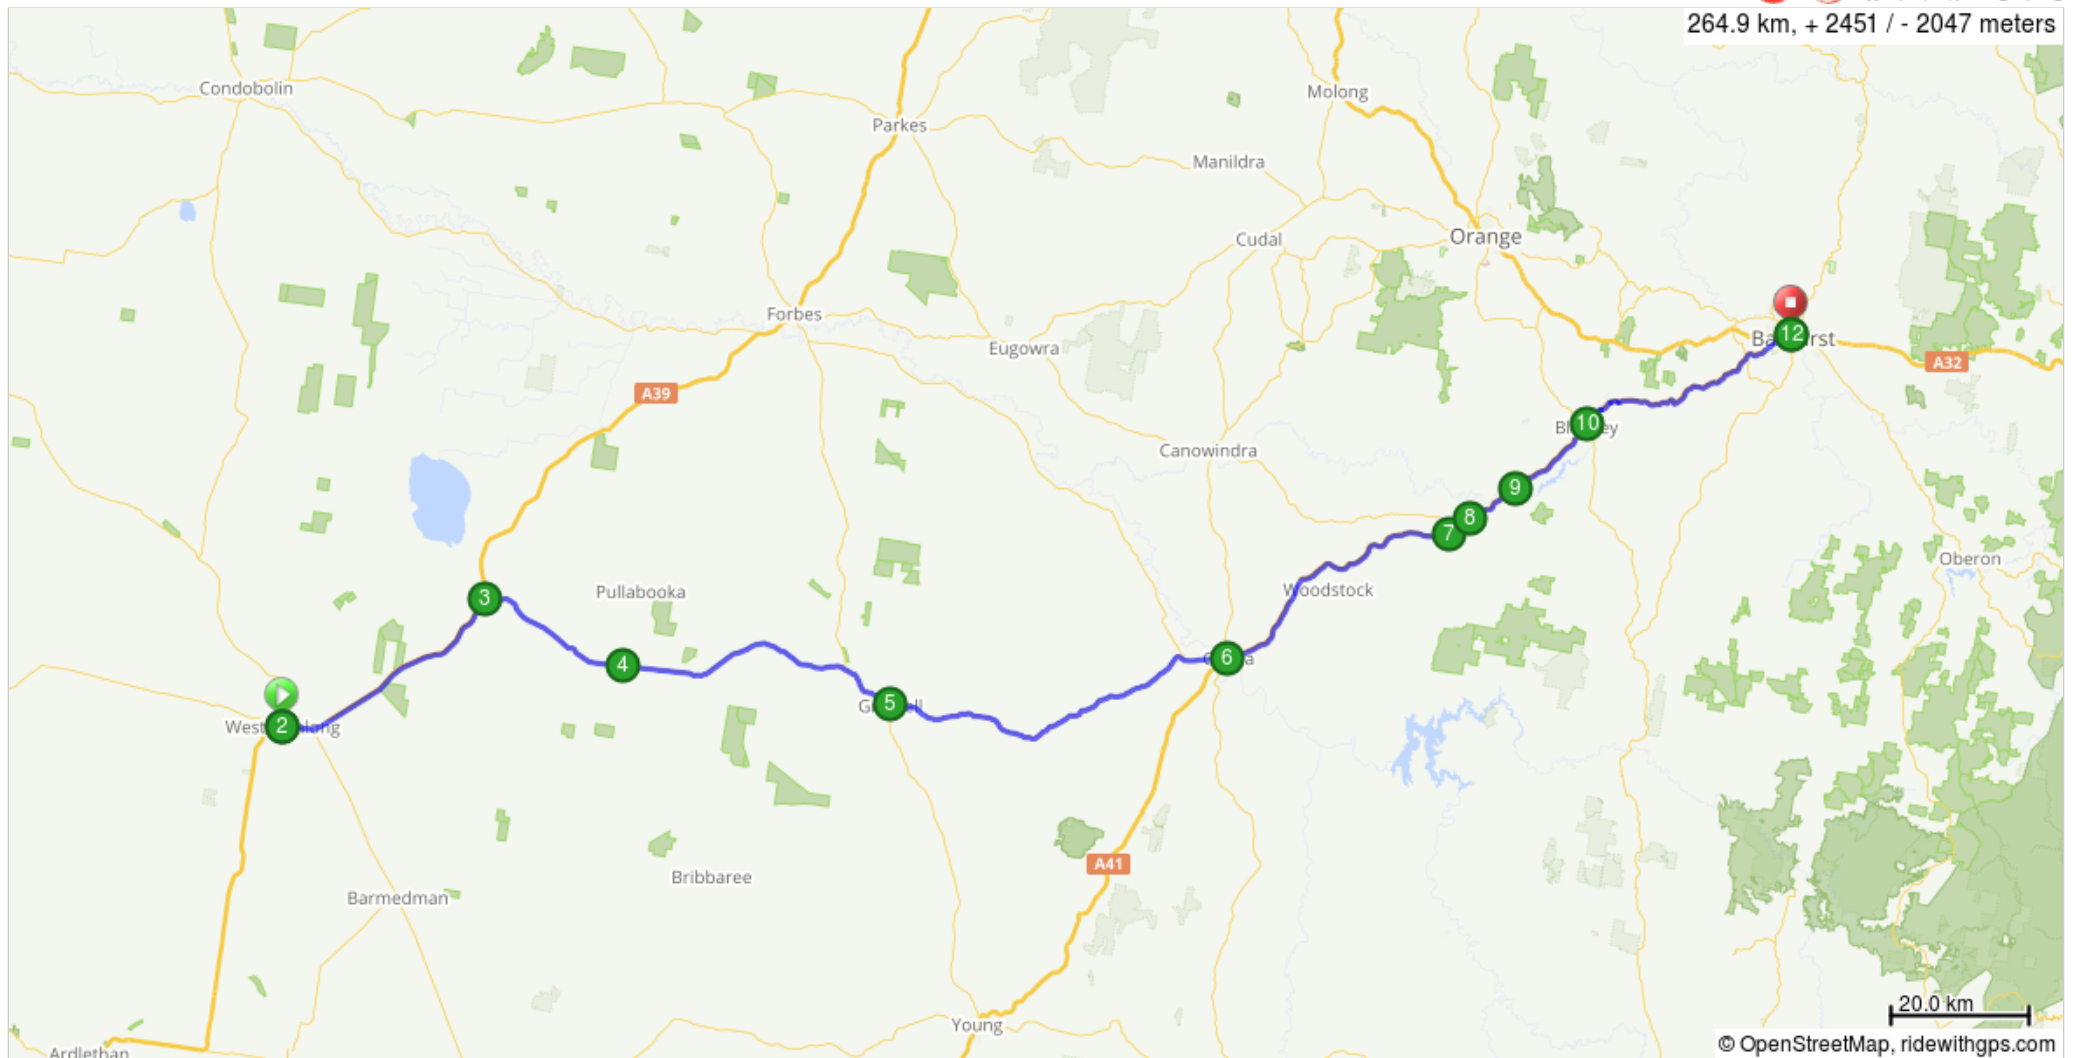 264.9 km, + 2451 / - 2047 meters
Condobolin
Molong
Parkes
Manildra
Orange
Cudal
Forbes
Eugowra
12
A32
A39
10
Canowindra
9
8
7
Oberon
3
Pullabooka
Woodstock
4
6
5
2
A41
Bribbaree
Barmedman
20.0 km
Young
© OpenStreetMap, ridewithgps.com
Ardlethan